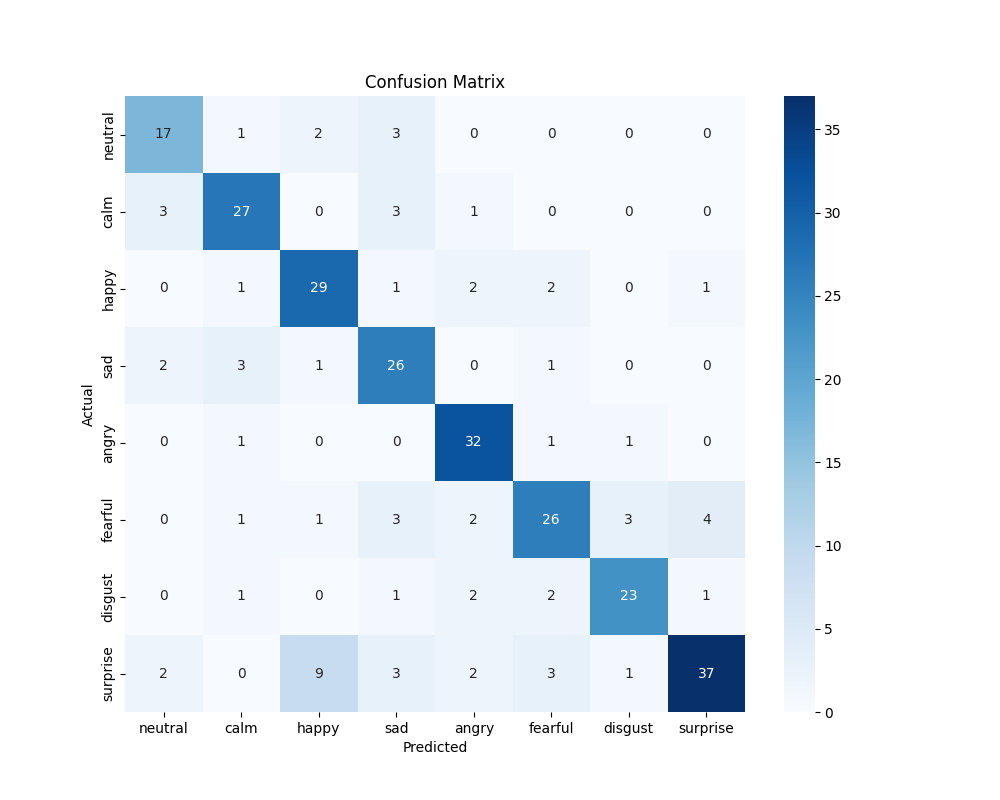 Confusion Matrix
neutral 17 1 2 3 0 0 0 0
calm 3 27 0 3 1 0 0 0
happy 0 1 29 1 2 2 0 1
sad 2 3 1 26 0 1 0 0
angry 0 1 0 0 32 1 1 0
fearful 0 1 1 3 2 26 3 4
disgust 0 1 0 1 2 2 23 1
surprise 2 0 9 3 2 3 1 37
Actual
neutral calm happy sad angry fearful disgust surprise
Predicted
35
30
25
20
15
10
5
0